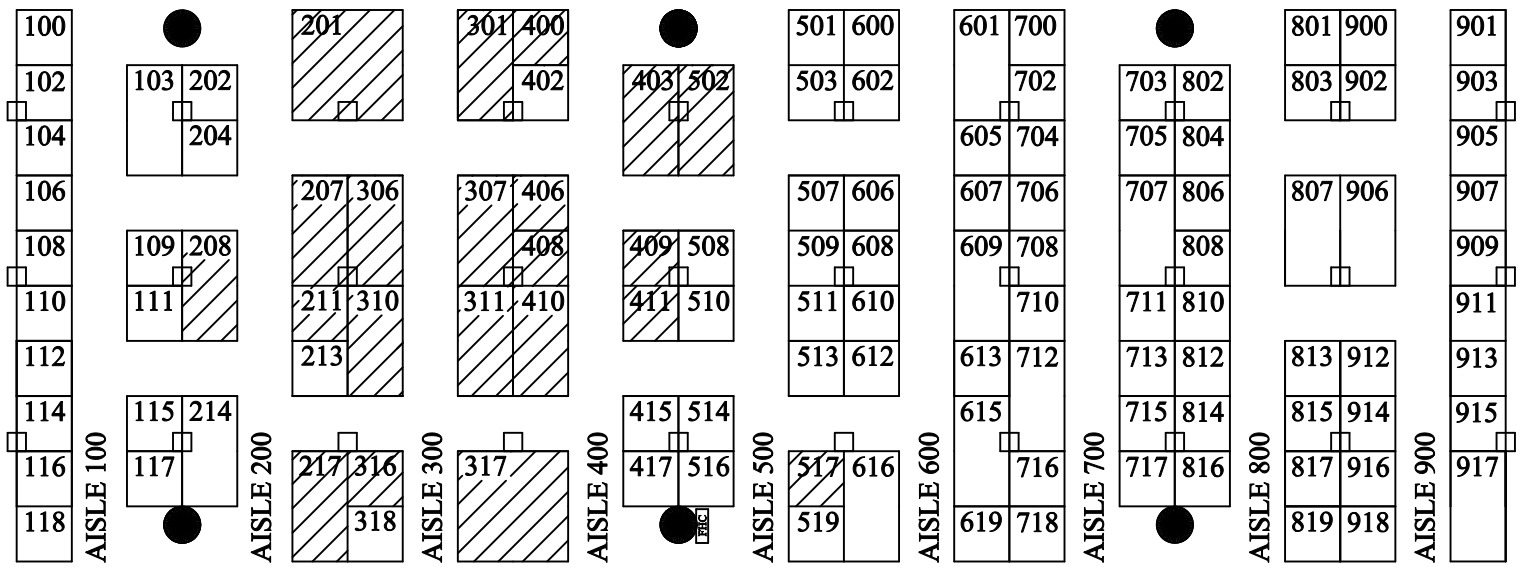 100 201 301 400 501 600 601 700 801 900 901
102 103 202 402 403 502 503 602 702 703 802 803 902 903
104 204 605 704 705 804 905
106 207 306 307 406 507 606 607 706 707 806 807 906 907
108 109 208 408 409 508 509 608 609 708 808 909
110 111 211 310 311 410 411 510 511 610 710 711 810 911
112 213 513 612 613 712 713 812 813 912 913
114 115 214 415 514 615 715 814 815 914 915
116 117 217 316 317 417 516 517 616 716 717 816 817 916 917
118 318 519 619 718 819 918
AISLE 100
AISLE 200
AISLE 300
AISLE 400
AISLE 500
AISLE 600
AISLE 700
AISLE 800
AISLE 900
FHC